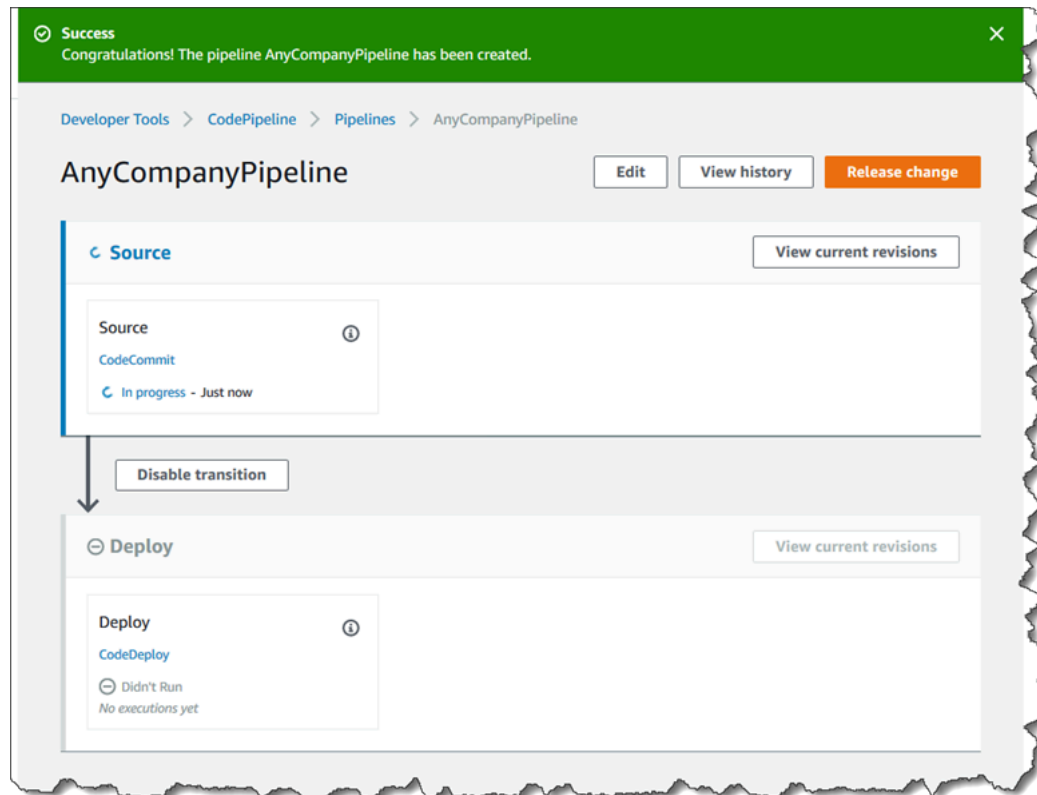 Success
Congratulations! The pipeline AnyCompanyPipeline has been created.
Developer Tools > CodePipeline > Pipelines > AnyCompanyPipeline
AnyCompanyPipeline Edit View history Release change
Source View current revisions
Source
CodeCommit
In progress - Just now
Disable transition
Deploy View current revisions
Deploy
CodeDeploy
Didn't Run
No executions yet